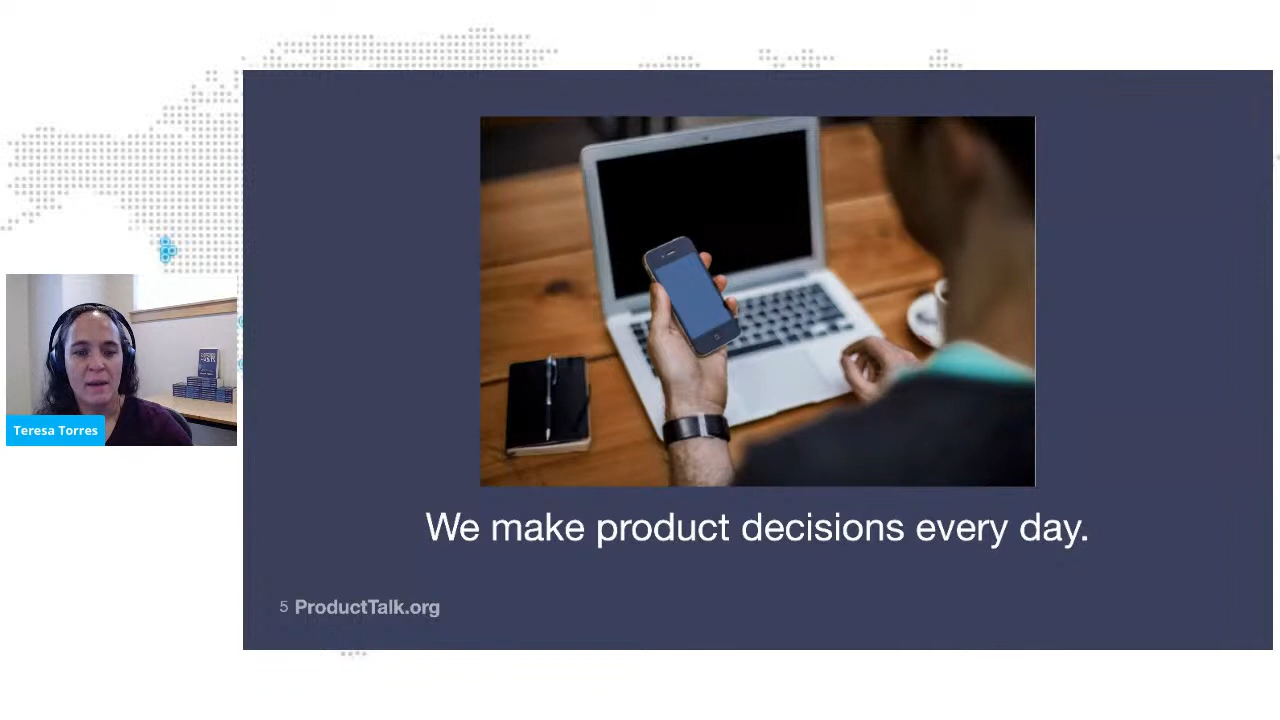 We make product decisions every day.
Teresa Torres
5 ProductTalk.org